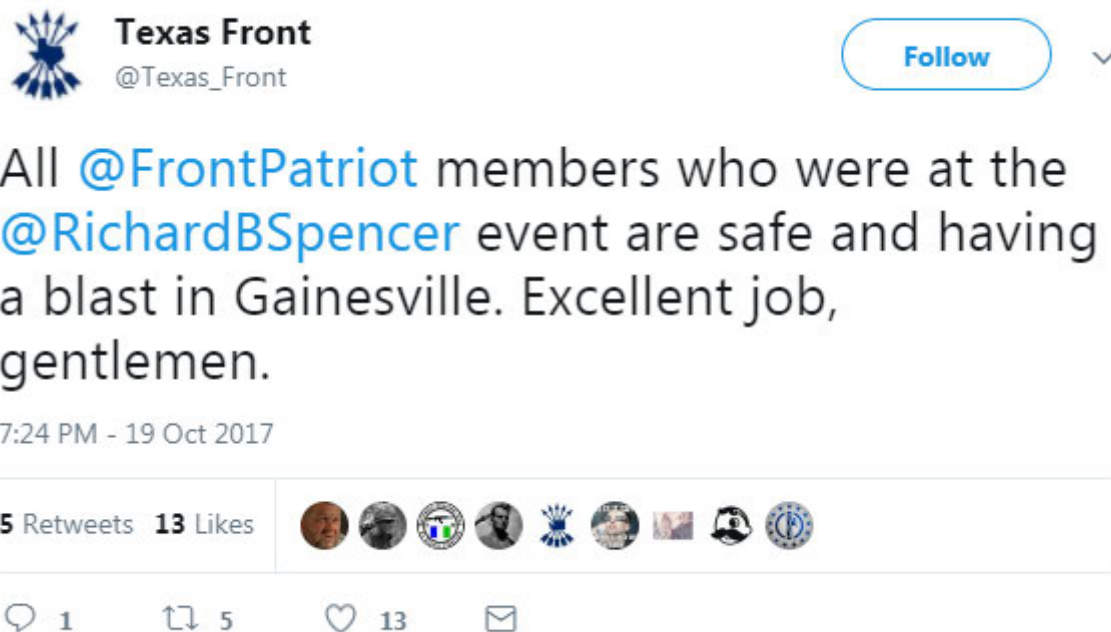 Texas Front
@Texas_Front
Follow
All @FrontPatriot members who were at the
@RichardBSpencer event are safe and having
a blast in Gainesville. Excellent job,
gentlemen.
7:24 PM - 19 Oct 2017
5 Retweets 13 Likes
1 5 13